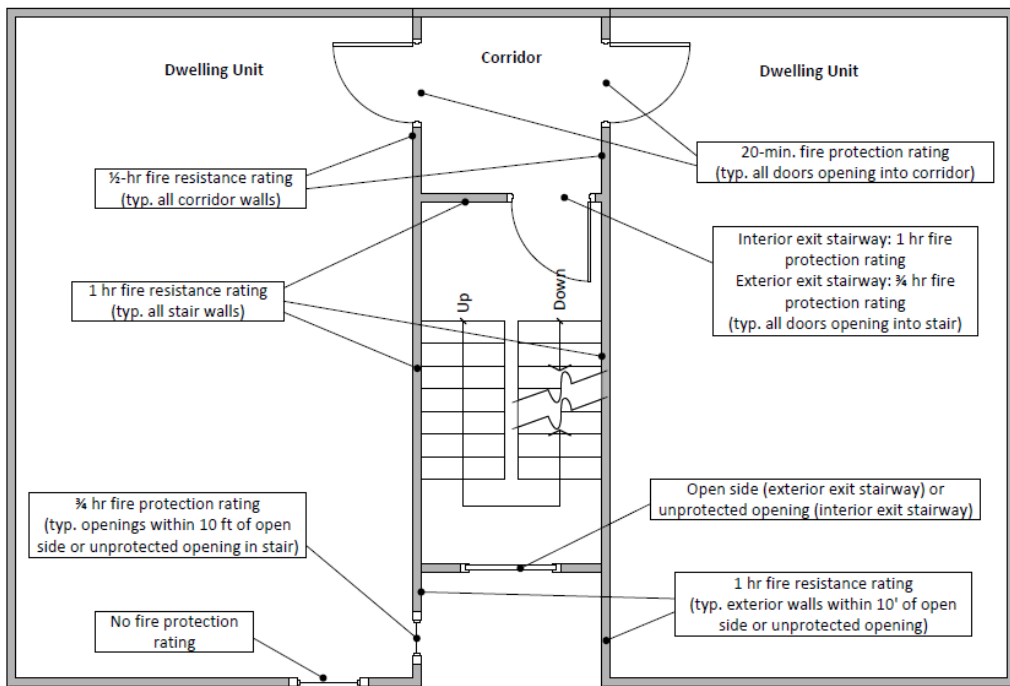 Dwelling Unit
Corridor
Dwelling Unit
½-hr fire resistance rating
(typ. all corridor walls)
20-min. fire protection rating
(typ. all doors opening into corridor)
Interior exit stairway: 1 hr fire
protection rating
Exterior exit stairway: ¾ hr fire
protection rating
(typ. all doors opening into stair)
1 hr fire resistance rating
(typ. all stair walls)
Up
Down
¾ hr fire protection rating
(typ. openings within 10 ft of open
side or unprotected opening in stair)
Open side (exterior exit stairway) or
unprotected opening (interior exit stairway)
1 hr fire resistance rating
(typ. exterior walls within 10' of open
side or unprotected opening)
No fire protection
rating